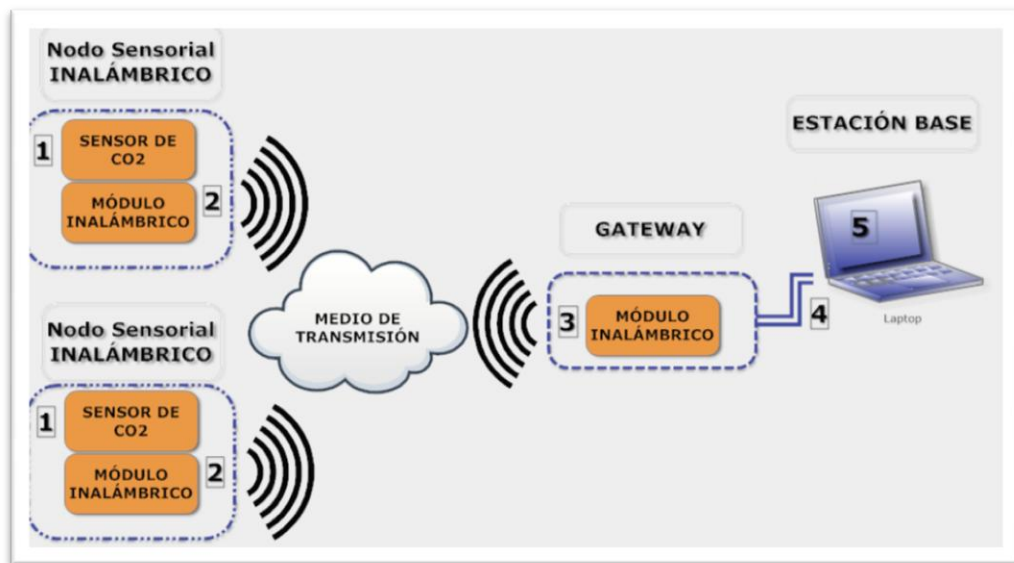 Nodo Sensorial
INALÁMBRICO
1
SENSOR DE
CO2
MÓDULO
INALÁMBRICO
2
Nodo Sensorial
INALÁMBRICO
1
SENSOR DE
CO2
MÓDULO
INALÁMBRICO
2
MEDIO DE
TRANSMISIÓN
GATEWAY
3
MÓDULO
INALÁMBRICO
4
ESTACIÓN BASE
5
Laptop